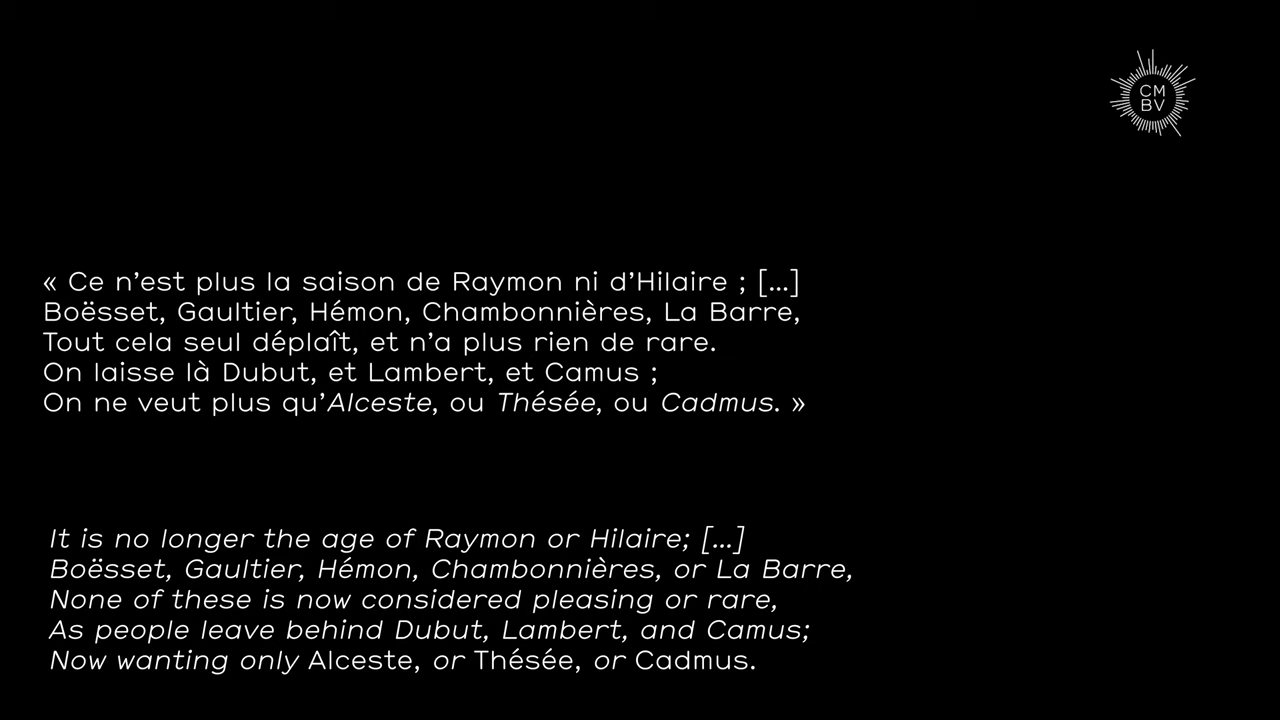 CM
BV
« Ce n’est plus la saison de Raymon ni d’Hilaire ; [...]
Boësset, Gaultier, Hémon, Chambonnières, La Barre,
Tout cela seul déplaît, et n’a plus rien de rare.
On laisse là Dubut, et Lambert, et Camus ;
On ne veut plus qu’Alceste, ou Thésée, ou Cadmus. »
It is no longer the age of Raymon or Hilaire; [...]
Boësset, Gaultier, Hémon, Chambonnières, or La Barre,
None of these is now considered pleasing or rare,
As people leave behind Dubut, Lambert, and Camus;
Now wanting only Alceste, or Thésée, or Cadmus.